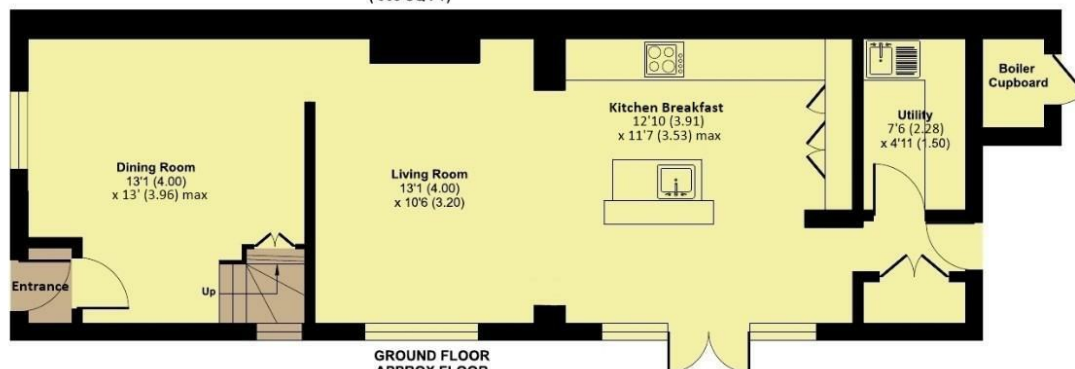 Dining Room
13'1 (4.00)
x 13' (3.96) max
Entrance
Up
Living Room
13'1 (4.00)
x 10'6 (3.20)
Kitchen Breakfast
12'10 (3.91)
x 11'7 (3.53) max
Utility
7'6 (2.28)
x 4'11 (1.50)
Boiler
Cupboard
GROUND FLOOR
APPROX FLOOR